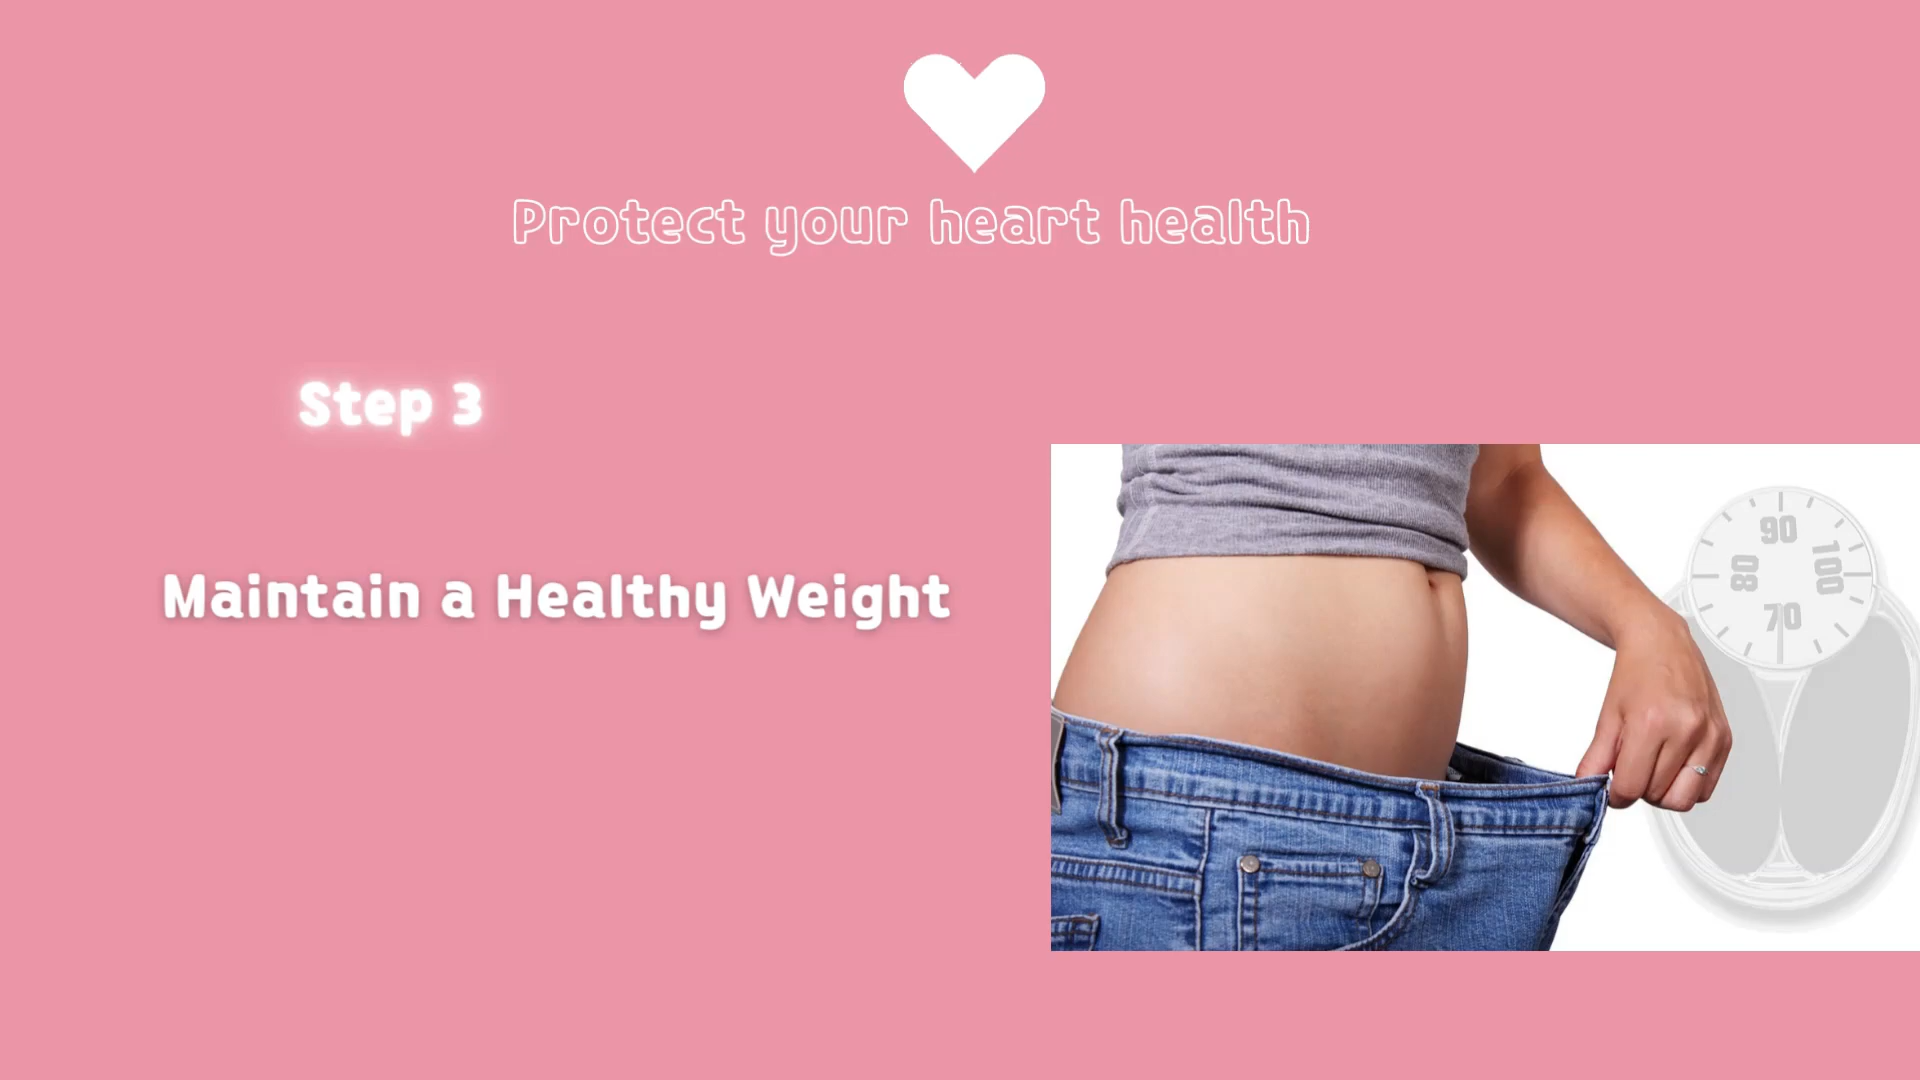 Protect your heart health
Step 3
Maintain a Healthy Weight
90
80
100
70